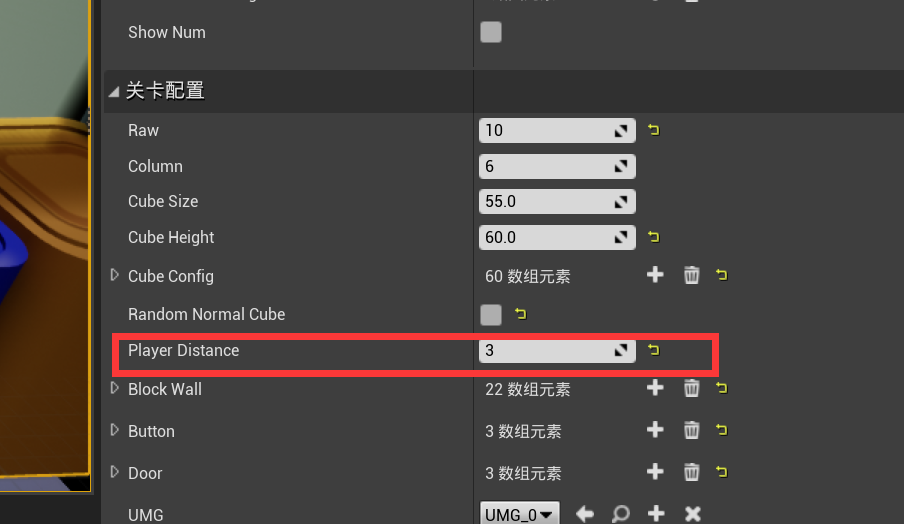 Show Num
关卡配置
Raw 10
Column 6
Cube Size 55.0
Cube Height 60.0
Cube Config 60 数组元素
Random Normal Cube
Player Distance 3
Block Wall 22 数组元素
Button 3 数组元素
Door 3 数组元素
UMG UMG_0